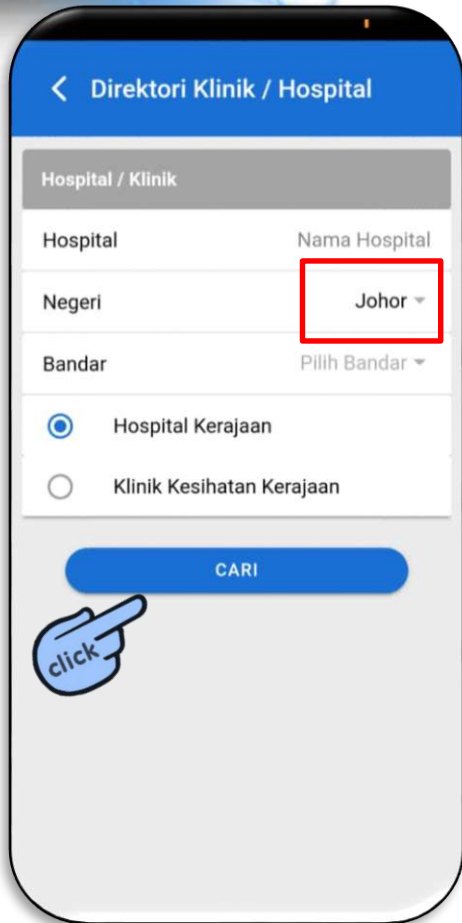 Direktori Klinik / Hospital
Hospital / Klinik
Hospital Nama Hospital
Negeri Johor
Bandar Pilih Bandar
Hospital Kerajaan
Klinik Kesihatan Kerajaan
CARI
click